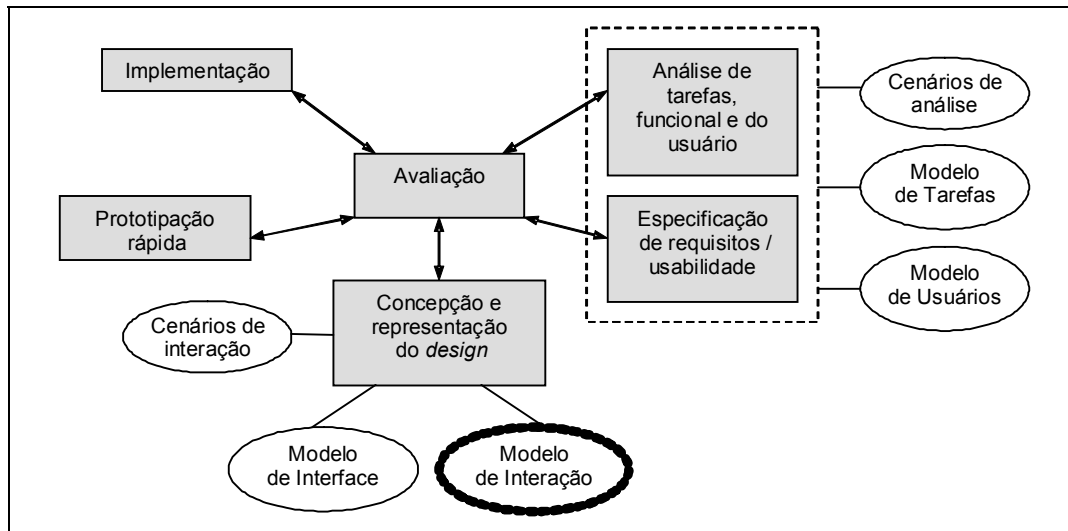 Implementação
Análise de
tarefas,
funcional e do
usuário
Cenários de
análise
Avaliação
Modelo
de Tarefas
Prototipação
rápida
Especificação
de requisitos /
usabilidade
Modelo
de Usuários
Concepção e
representação
do design
Cenários de
interação
Modelo
de Interface
Modelo
de Interação